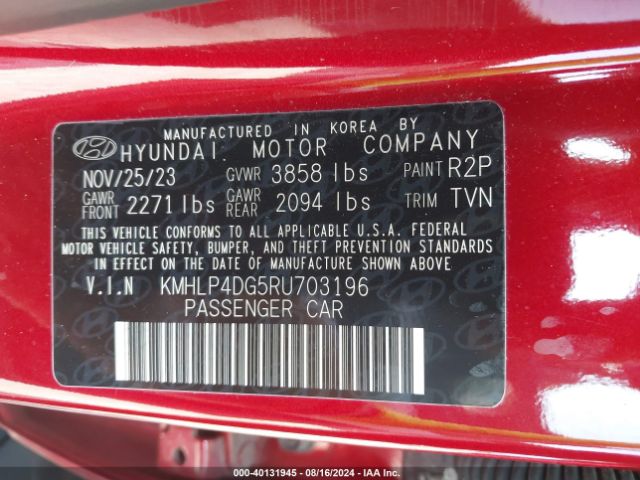 MANUFACTURED IN KOREA BY
HYUNDAI MOTOR COMPANY
NOV/25/23 GVWR 3858 lbs PAINT R2P
GAWR FRONT 2271 lbs GAWR REAR 2094 lbs TRIM TVN
THIS VEHICLE CONFORMS TO ALL APPLICABLE U.S.A. FEDERAL
MOTOR VEHICLE SAFETY, BUMPER, AND THEFT PREVENTION STANDARDS
IN EFFECT ON THE DATE OF MANUFACTURE SHOWN ABOVE
V.I.N KMHLP4DG5RU703196
PASSENGER CAR
000-40131945 - 08/16/2024 - IAA Inc.